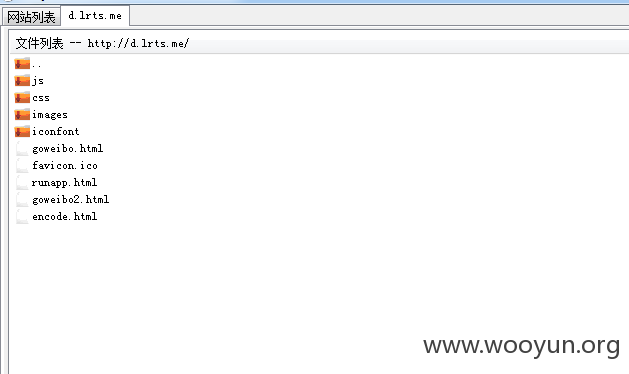 网站列表 d.lrts.me
文件列表 -- http://d.lrts.me/
..
js
css
images
iconfont
goweibo.html
favicon.ico
runapp.html
goweibo2.html
encode.html
www.wooyun.org